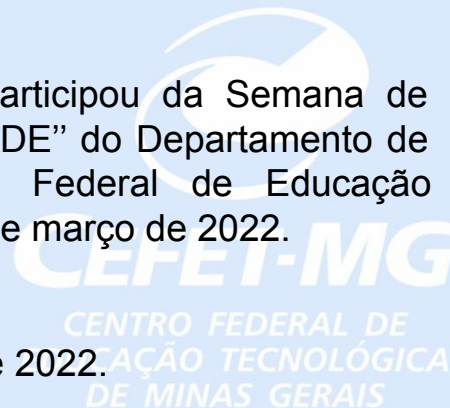 articipou da Semana de
DE” do Departamento de
Federal de Educação
e março de 2022.
CEFET-MG
CENTRO FEDERAL DE
AÇÃO TECNOLÓGICA
e 2022.
DE MINAS GERAIS